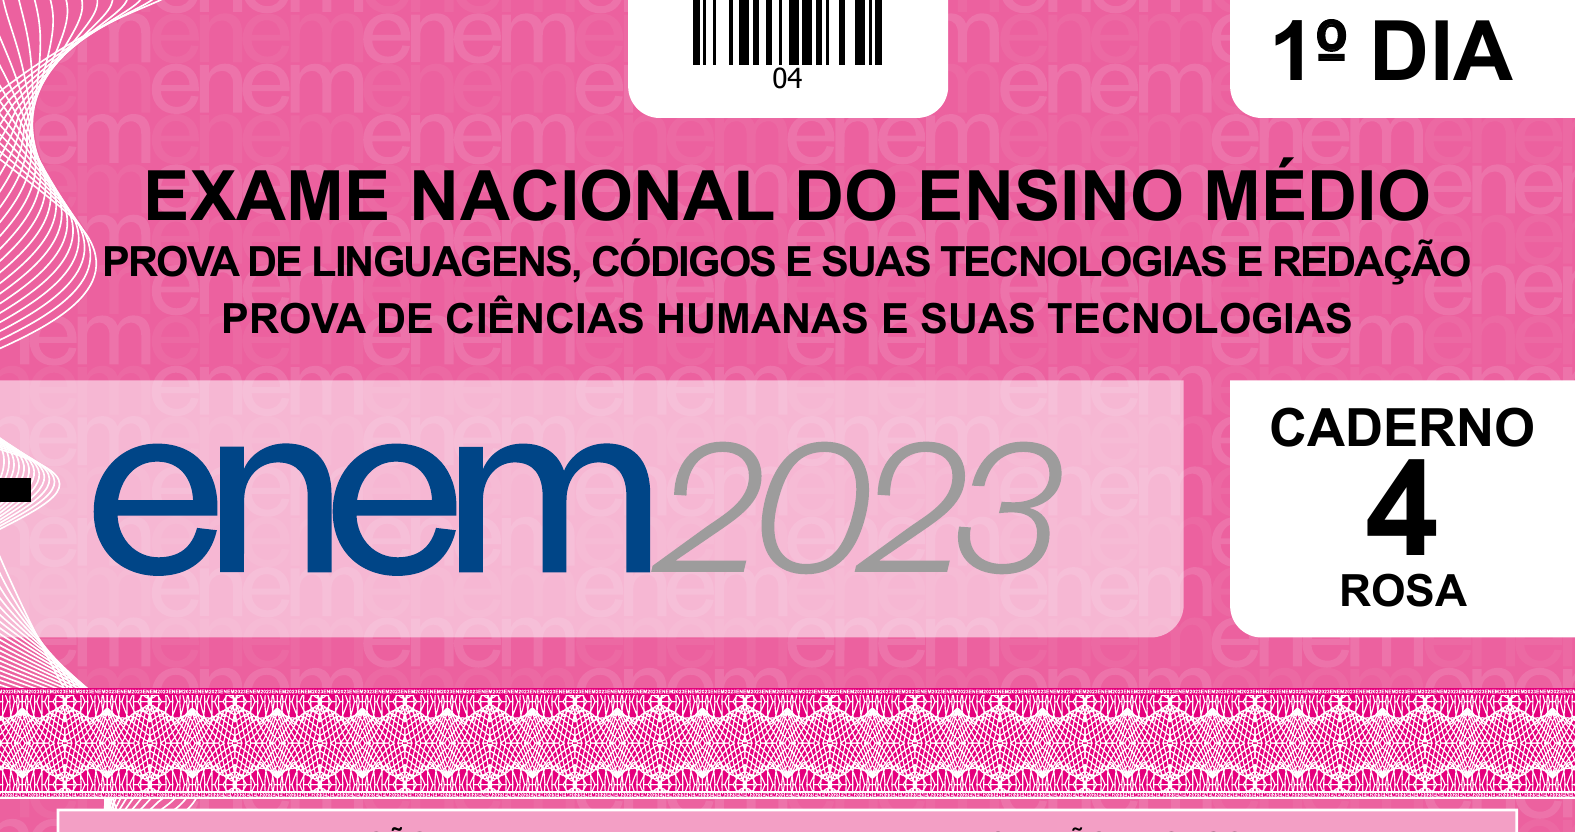 04
1º DIA
EXAME NACIONAL DO ENSINO MÉDIO
PROVA DE LINGUAGENS, CÓDIGOS E SUAS TECNOLOGIAS E REDAÇÃO
PROVA DE CIÊNCIAS HUMANAS E SUAS TECNOLOGIAS
enem2023
CADERNO
4
ROSA